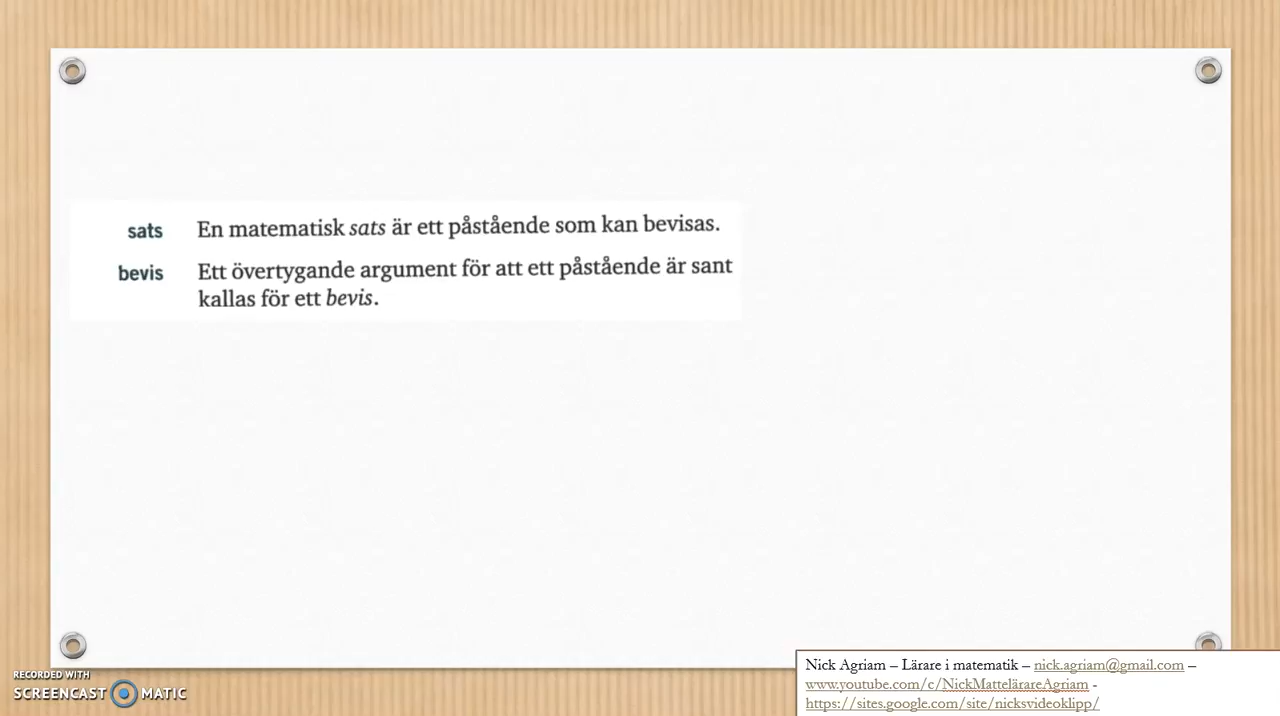 sats En matematisk sats är ett påstående som kan bevisas.
bevis Ett övertygande argument för att ett påstående är sant
kallas för ett bevis.
RECORDED WITH
SCREENCAST MATIC
Nick Agriam – Lärare i matematik – nick.agriam@gmail.com –
www.youtube.com/c/NickMattelärareAgriam -
https://sites.google.com/site/nicksvideoklipp/